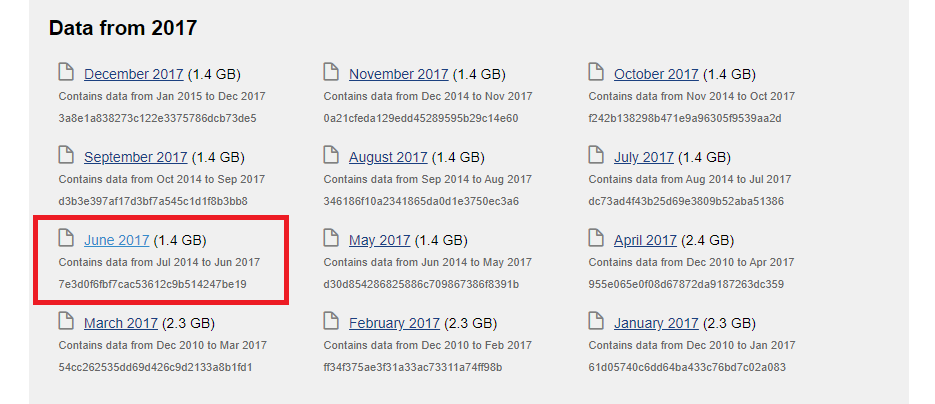 Data from 2017
December 2017 (1.4 GB) November 2017 (1.4 GB) October 2017 (1.4 GB)
Contains data from Jan 2015 to Dec 2017 Contains data from Dec 2014 to Nov 2017 Contains data from Nov 2014 to Oct 2017
3a8e1a838273c122e3375786dcb73de5 0a21cfeda129edd45289595b29c14e60 f242b138298b471e9a96305f9539aa2d
September 2017 (1.4 GB) August 2017 (1.4 GB) July 2017 (1.4 GB)
Contains data from Oct 2014 to Sep 2017 Contains data from Sep 2014 to Aug 2017 Contains data from Aug 2014 to Jul 2017
d3b3e397af17d3bf7a545c1d1f8b3bb8 346186f10a2341865da0d1e3750ec3a6 dc73ad4f43b25d69e3809b52aba51386
June 2017 (1.4 GB) May 2017 (1.4 GB) April 2017 (2.4 GB)
Contains data from Jul 2014 to Jun 2017 Contains data from Jun 2014 to May 2017 Contains data from Dec 2010 to Apr 2017
7e3d0f6fbf7cac53612c9b514247be19 d30d854286825886c709867386f8391b 955e065e0f08d67872da9187263dc359
March 2017 (2.3 GB) February 2017 (2.3 GB) January 2017 (2.3 GB)
Contains data from Dec 2010 to Mar 2017 Contains data from Dec 2010 to Feb 2017 Contains data from Dec 2010 to Jan 2017
54cc262535dd69d426c9d2133a8b1fd1 ff34f375ae3f31a33ac73311a74ff98b 61d05740c6dd64ba433c76bd7c02a083